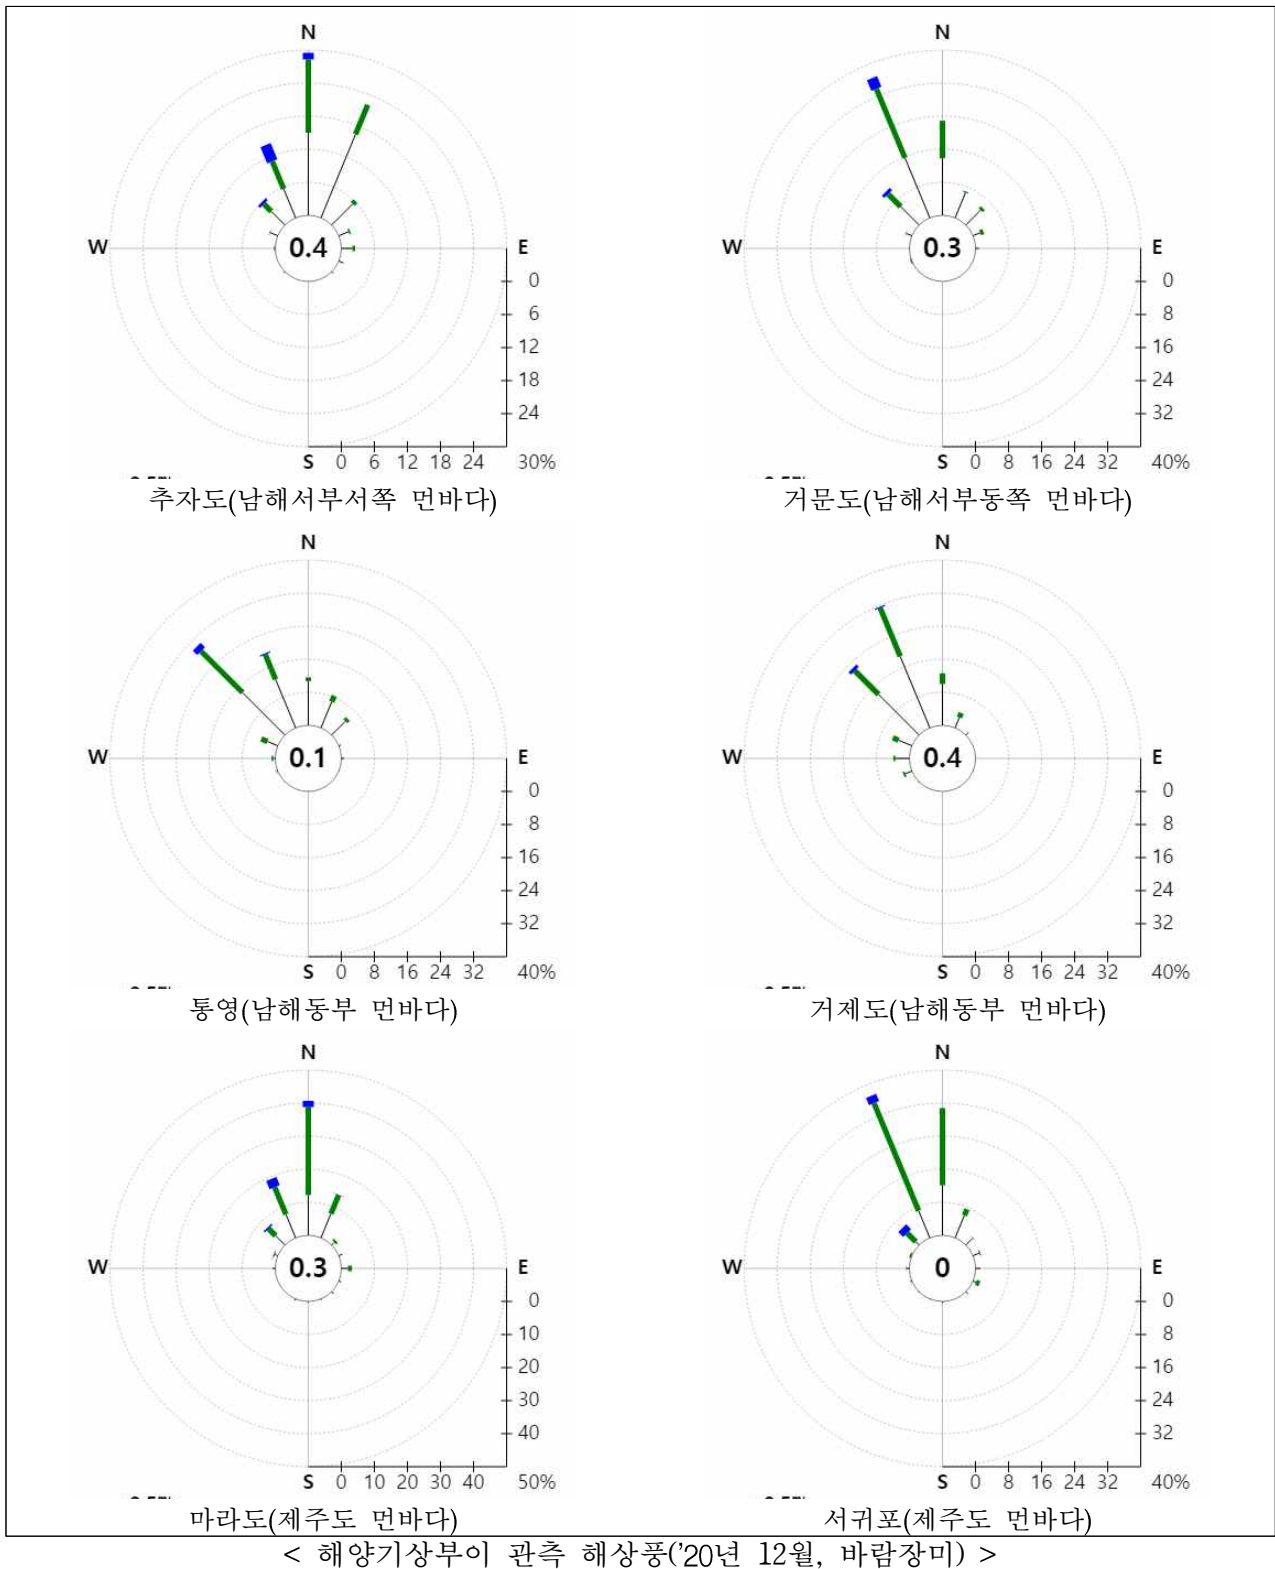 N
N
W
0.4
E
W
0.3
E
0
0
6
8
12
16
18
24
24
32
S 0 6 12 18 24 30%
S 0 8 16 24 32 40%
추자도(남해서부서쪽 먼바다)
거문도(남해서부동쪽 먼바다)
N
N
W
0.1
E
W
0.4
E
0
0
8
8
16
16
24
24
32
32
S 0 8 16 24 32 40%
S 0 8 16 24 32 40%
통영(남해동부 먼바다)
거제도(남해동부 먼바다)
N
N
W
0.3
E
W
0
E
0
0
10
8
20
16
30
24
40
32
S 0 10 20 30 40 50%
S 0 8 16 24 32 40%
마라도(제주도 먼바다)
서귀포(제주도 먼바다)
< 해양기상부이 관측 해상풍('20년 12월, 바람장미) >